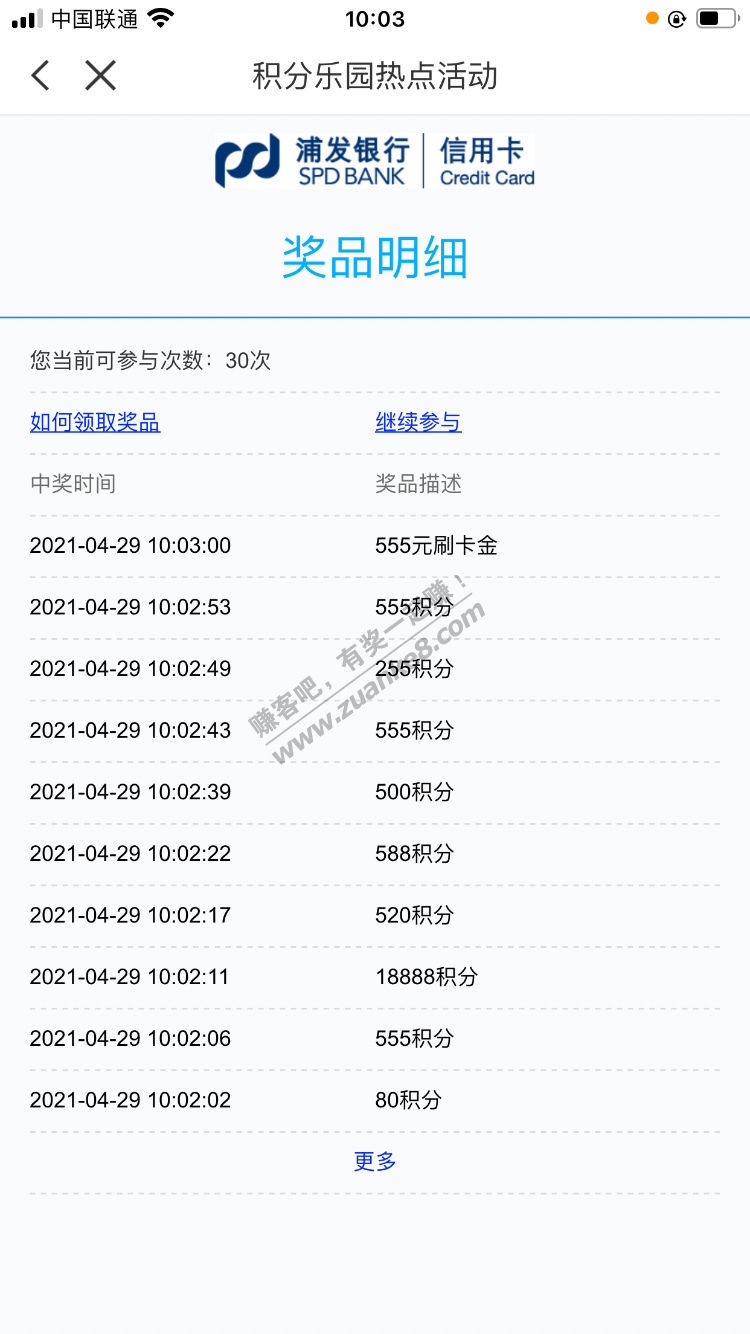 中国联通 10:03
积分乐园热点活动
浦发银行 信用卡
SPD BANK Credit Card
奖品明细
您当前可参与次数：30次
如何领取奖品 继续参与
中奖时间 奖品描述
2021-04-29 10:03:00 555元刷卡金
2021-04-29 10:02:53 555积分
2021-04-29 10:02:49 255积分
2021-04-29 10:02:43 555积分
2021-04-29 10:02:39 500积分
2021-04-29 10:02:22 588积分
2021-04-29 10:02:17 520积分
2021-04-29 10:02:11 18888积分
2021-04-29 10:02:06 555积分
2021-04-29 10:02:02 80积分
更多
赚客吧，有奖一起赚！
www.zuanke8.com